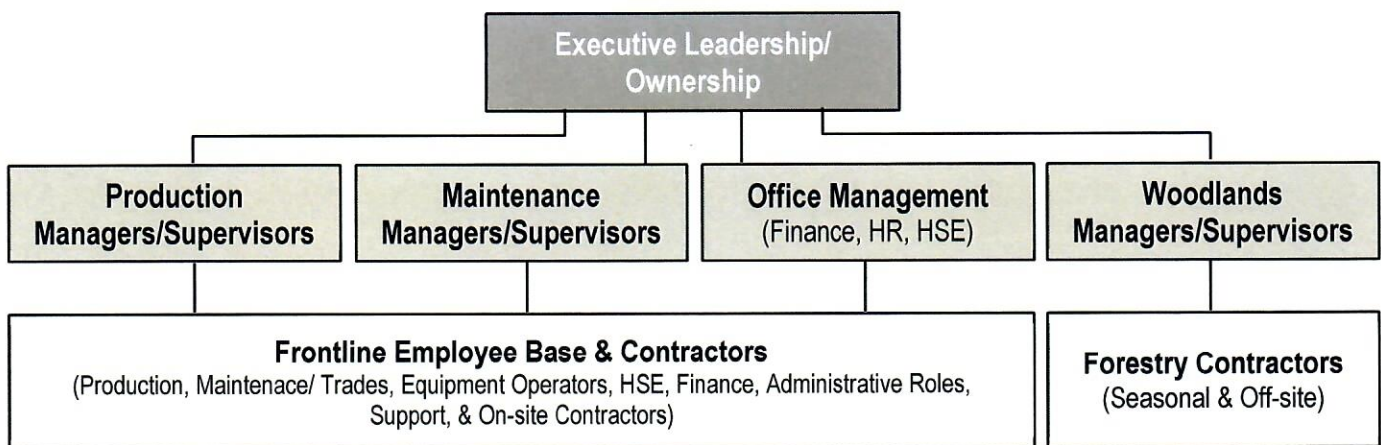 Executive Leadership/
Ownership
Production
Managers/Supervisors
Maintenance
Managers/Supervisors
Office Management
(Finance, HR, HSE)
Woodlands
Managers/Supervisors
Frontline Employee Base & Contractors
(Production, Maintenace/ Trades, Equipment Operators, HSE, Finance, Administrative Roles,
Support, & On-site Contractors)
Forestry Contractors
(Seasonal & Off-site)